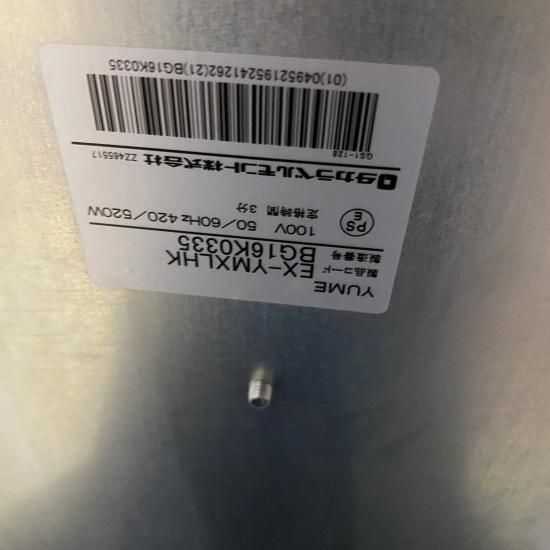 YUME
製品コード EX-YMXLHK
製造番号 BG16K0335
PS E 100V 50/60Hz 420/520W
定格時間 3分
タカラベルモント株式会社 ZZ465517
GS1-128
(01)04952195241262(21)BG16K0335